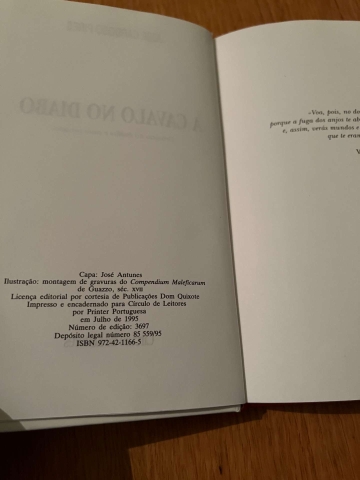 A CAVALO NO DIABO
Capa: José Antunes
Ilustração: montagem de gravuras do Compendium Maleficarum
de Guazzo, séc. XVII
Licença editorial por cortesia de Publicações Dom Quixote
Impresso e encadernado para Círculo de Leitores
por Printer Portuguesa
em Julho de 1995
Número de edição: 3697
Depósito legal número 85 559/95
ISBN 972-42-1166-5
«Voa, pois, no de
porque a fuga dos anjos te ab
e, assim, verás mundos e
que te eram
V